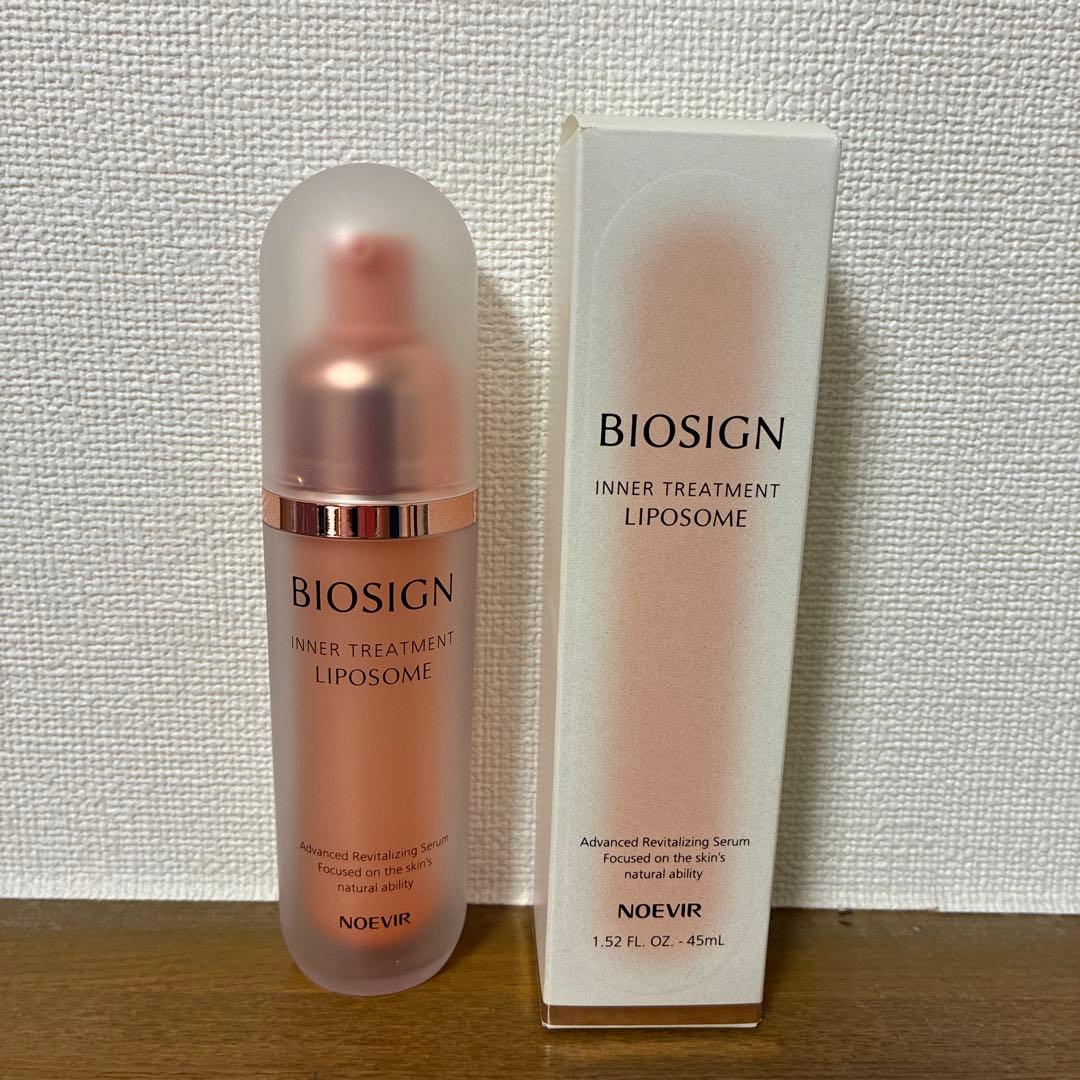 BIOSIGN
INNER TREATMENT
LIPOSOME
Advanced Revitalizing Serum
Focused on the skin's
natural ability
NOEVIR
BIOSIGN
INNER TREATMENT
LIPOSOME
Advanced Revitalizing Serum
Focused on the skin's
natural ability
NOEVIR
1.52 FL. OZ. - 45mL